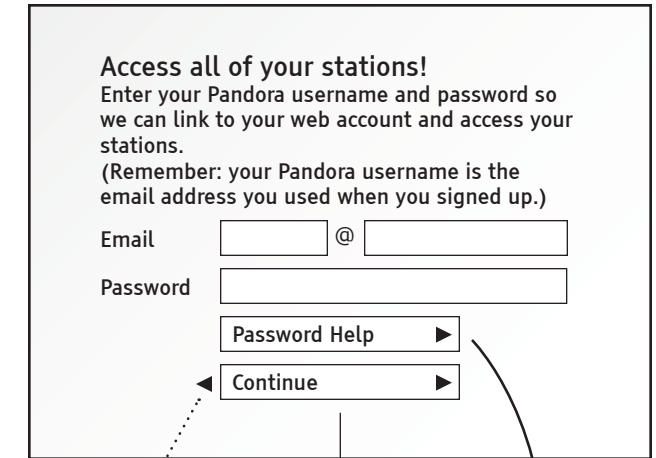 Access all of your stations!
Enter your Pandora username and password so
we can link to your web account and access your
stations.
(Remember: your Pandora username is the
email address you used when you signed up.)
Email @
Password
Password Help
Continue